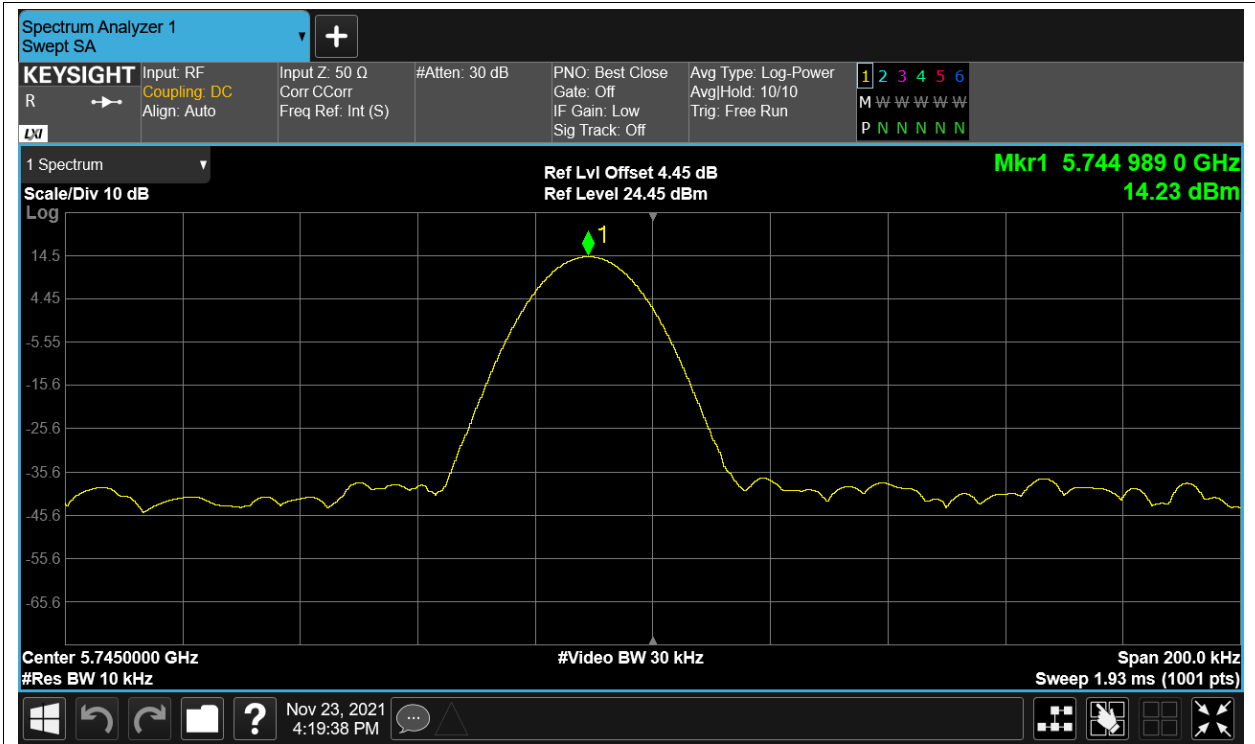 Spectrum Analyzer 1
Swept SA
KEYSIGHT
R
LXI
Input: RF
Coupling: DC
Align: Auto
Input Z: 50 Ω
Corr CCorr
Freq Ref: Int (S)
#Atten: 30 dB
PNO: Best Close
Gate: Off
IF Gain: Low
Sig Track: Off
Avg Type: Log-Power
Avg|Hold: 10/10
Trig: Free Run
1 2 3 4 5 6
M W W W W W
P N N N N N
1 Spectrum
Scale/Div 10 dB
Log
Ref Lvl Offset 4.45 dB
Ref Level 24.45 dBm
Mkr1 5.744 989 0 GHz
14.23 dBm
1
14.5
4.45
-5.55
-15.6
-25.6
-35.6
-45.6
-55.6
-65.6
Center 5.7450000 GHz
#Res BW 10 kHz
#Video BW 30 kHz
Span 200.0 kHz
Sweep 1.93 ms (1001 pts)
?
Nov 23, 2021
4:19:38 PM